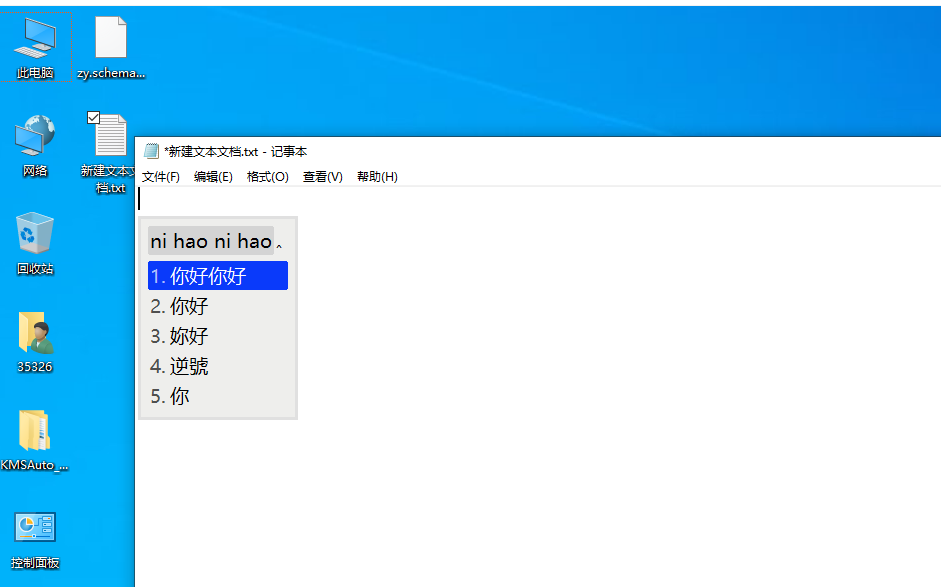 此电脑
zy.schema...
网络
新建文本文
档.txt
回收站
35326
KMSAuto_...
控制面板
*新建文本文档.txt - 记事本
文件(F) 编辑(E) 格式(O) 查看(V) 帮助(H)
ni hao ni hao‸
1. 你好你好
2. 你好
3. 妳好
4. 逆號
5. 你